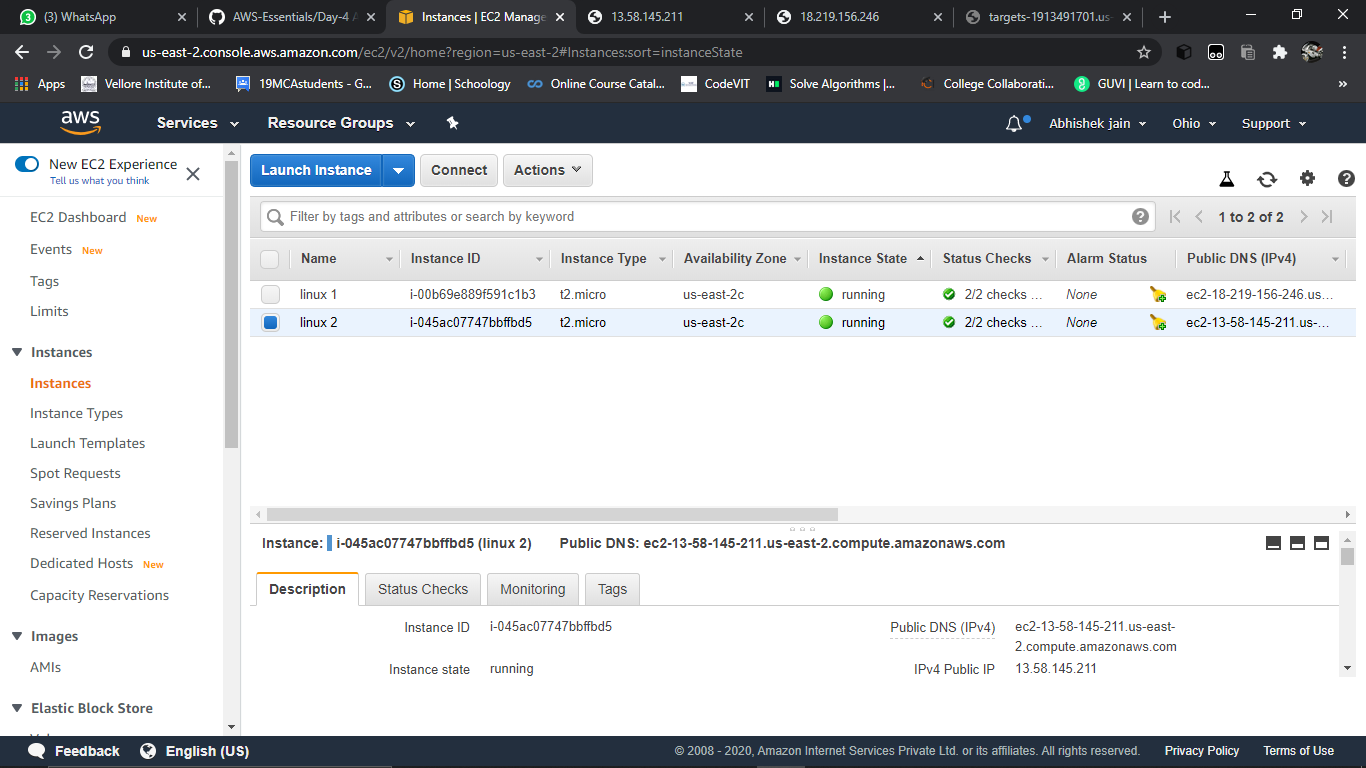 (3) WhatsApp
AWS-Essentials/Day-4 A
Instances | EC2 Manage
13.58.145.211
18.219.156.246
targets-1913491701.us-
us-east-2.console.aws.amazon.com/ec2/v2/home?region=us-east-2#Instances:sort=instanceState
Apps
Vellore Institute of...
19MCAstudents - G...
Home | Schoology
Online Course Catal...
CodeVIT
Solve Algorithms |...
College Collaborati...
GUVI | Learn to cod...
»
aws
Services
Resource Groups
Abhishek jain
Ohio
Support
New EC2 Experience
Tell us what you think
EC2 Dashboard New
Events New
Tags
Limits
Instances
Instances
Instance Types
Launch Templates
Spot Requests
Savings Plans
Reserved Instances
Dedicated Hosts New
Capacity Reservations
Images
AMIs
Elastic Block Store
Launch Instance
Connect
Actions
Filter by tags and attributes or search by keyword
1 to 2 of 2
Name Instance ID Instance Type Availability Zone Instance State Status Checks Alarm Status Public DNS (IPv4)
linux 1 i-00b69e889f591c1b3 t2.micro us-east-2c running 2/2 checks ... None ec2-18-219-156-246.us...
linux 2 i-045ac07747bbffbd5 t2.micro us-east-2c running 2/2 checks ... None ec2-13-58-145-211.us-...
Instance: i-045ac07747bbffbd5 (linux 2) Public DNS: ec2-13-58-145-211.us-east-2.compute.amazonaws.com
Description
Status Checks
Monitoring
Tags
Instance ID i-045ac07747bbffbd5
Public DNS (IPv4) ec2-13-58-145-211.us-east-
2.compute.amazonaws.com
Instance state running
IPv4 Public IP 13.58.145.211
Feedback
English (US)
© 2008 - 2020, Amazon Internet Services Private Ltd. or its affiliates. All rights reserved.
Privacy Policy
Terms of Use